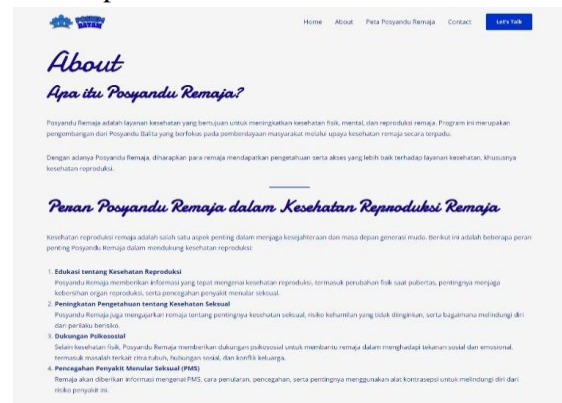 POSREM
BATAM
Home About Peta Posyandu Remaja Contact Let's Talk
About
Apa itu Posyandu Remaja?
Posyandu Remaja adalah layanan kesehatan yang bertujuan untuk meningkatkan kesehatan fisik, mental, dan reproduksi remaja. Program ini merupakan
pengembangan dari Posyandu Balita yang berfokus pada pemberdayaan masyarakat melalui upaya kesehatan remaja secara terpadu.
Dengan adanya Posyandu Remaja, diharapkan para remaja mendapatkan pengetahuan serta akses yang lebih baik terhadap layanan kesehatan, khususnya
kesehatan reproduksi.
Peran Posyandu Remaja dalam Kesehatan Reproduksi Remaja
Kesehatan reproduksi remaja adalah salah satu aspek penting dalam menjaga kesejahteraan dan masa depan generasi muda. Berikut ini adalah beberapa peran
penting Posyandu Remaja dalam mendukung kesehatan reproduksi:
1. Edukasi tentang Kesehatan Reproduksi
Posyandu Remaja memberikan informasi yang tepat mengenai kesehatan reproduksi, termasuk perubahan fisik saat pubertas, pentingnya menjaga
kebersihan organ reproduksi, serta pencegahan penyakit menular seksual.
2. Peningkatan Pengetahuan tentang Kesehatan Seksual
Posyandu Remaja juga mengajarkan remaja tentang pentingnya kesehatan seksual, risiko kehamilan yang tidak diinginkan, serta bagaimana melindungi diri
dari perilaku berisiko.
3. Dukungan Psikososial
Selain kesehatan fisik, Posyandu Remaja memberikan dukungan psikososial untuk membantu remaja dalam menghadapi tekanan sosial dan emosional,
termasuk masalah terkait citra tubuh, hubungan sosial, dan konflik keluarga.
4. Pencegahan Penyakit Menular Seksual (PMS)
Remaja akan diberikan informasi mengenai PMS, cara penularan, pencegahan, serta pentingnya menggunakan alat kontrasepsi untuk melindungi diri dari
risiko penyakit ini.